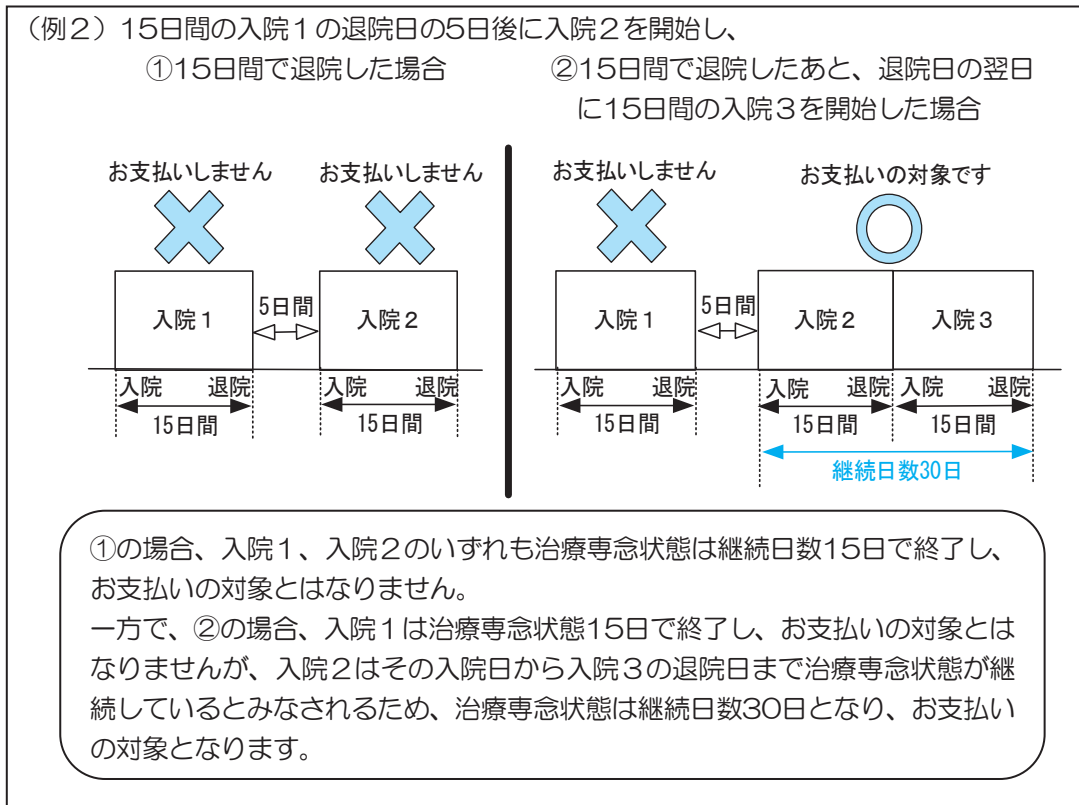 （例２）15日間の入院１の退院日の5日後に入院２を開始し、
①15日間で退院した場合
②15日間で退院したあと、退院日の翌日
に15日間の入院３を開始した場合
お支払いしません
お支払いしません
入院１
5日間
入院２
入院
退院
入院
退院
15日間
15日間
お支払いしません
お支払いの対象です
入院１
5日間
入院２
入院３
入院
退院
入院
退院
入院
退院
15日間
15日間
15日間
継続日数30日
①の場合、入院１、入院２のいずれも治療専念状態は継続日数15日で終了し、
お支払いの対象とはなりません。
一方で、②の場合、入院１は治療専念状態15日で終了し、お支払いの対象とは
なりませんが、入院２はその入院日から入院３の退院日まで治療専念状態が継
続しているとみなされるため、治療専念状態は継続日数30日となり、お支払い
の対象となります。